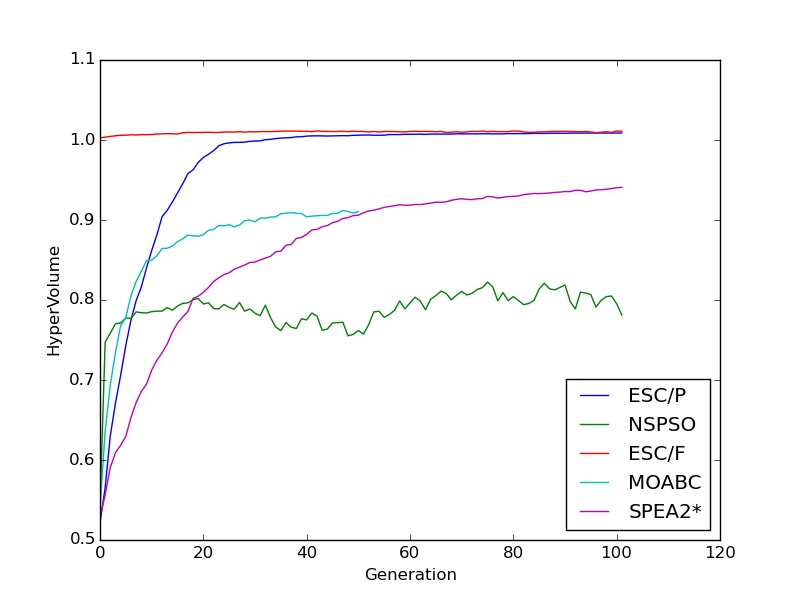 1.1
1.0
0.9
0.8
0.7
0.6
0.5
HyperVolume
0 20 40 60 80 100 120
Generation
ESC/P
NSPSO
ESC/F
MOABC
SPEA2*